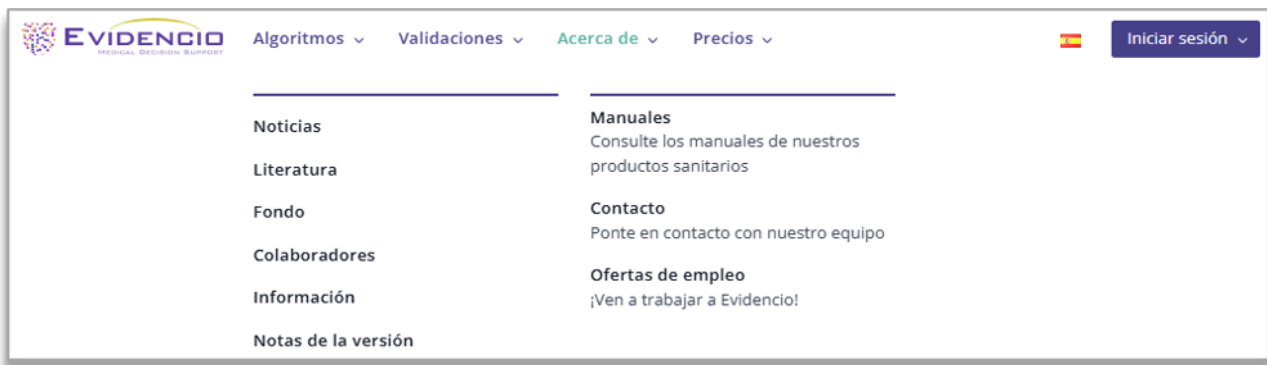 EVIDENCIO
MEDICAL DECISION SUPPORT
Algoritmos
Validaciones
Acerca de
Precios
Iniciar sesión
Noticias
Literatura
Fondo
Colaboradores
Información
Notas de la versión
Manuales
Consulte los manuales de nuestros
productos sanitarios
Contacto
Ponte en contacto con nuestro equipo
Ofertas de empleo
¡Ven a trabajar a Evidencio!